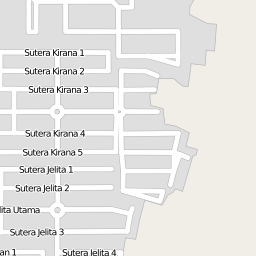 Sutera Kirana 1
Sutera Kirana 2
Sutera Kirana 3
Sutera Kirana 4
Sutera Kirana 5
Sutera Jelita 1
Sutera Jelita 2
lita Utama
Sutera Jelita 3
an 1
Sutera Jelita 4